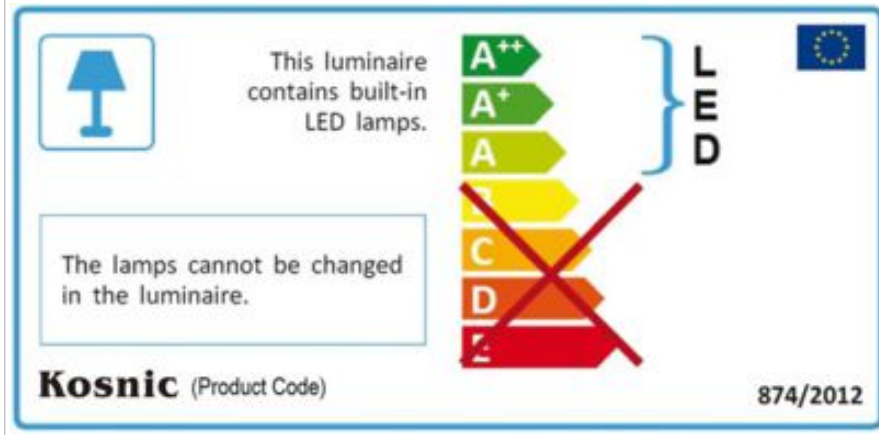 This luminaire
contains built-in
LED lamps.
A++
A+
A
B
C
D
E
L
E
D
The lamps cannot be changed
in the luminaire.
Kosnic (Product Code)
874/2012